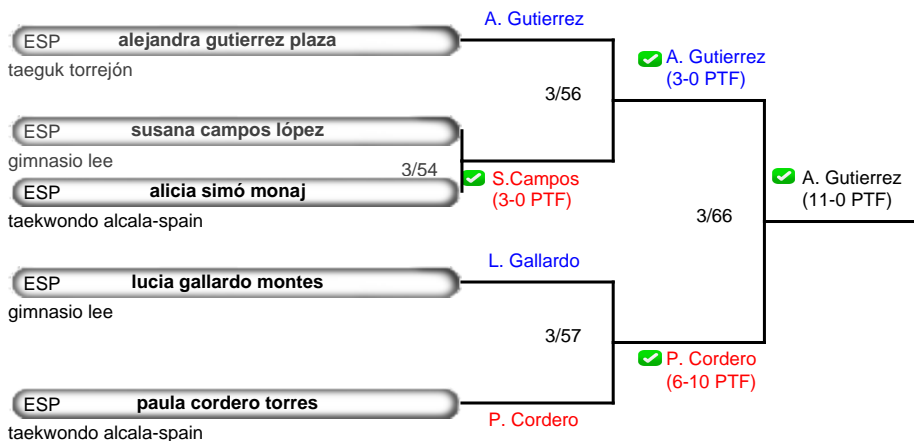 A. Gutierrez
ESP alejandra gutierrez plaza
taeguk torrejón
A. Gutierrez
(3-0 PTF)
3/56
ESP susana campos lópez
gimnasio lee
3/54
S.Campos
(3-0 PTF)
ESP alicia simó monaj
taekwondo alcala-spain
A. Gutierrez
(11-0 PTF)
3/66
L. Gallardo
ESP lucia gallardo montes
gimnasio lee
3/57
P. Cordero
(6-10 PTF)
ESP paula cordero torres
P. Cordero
taekwondo alcala-spain